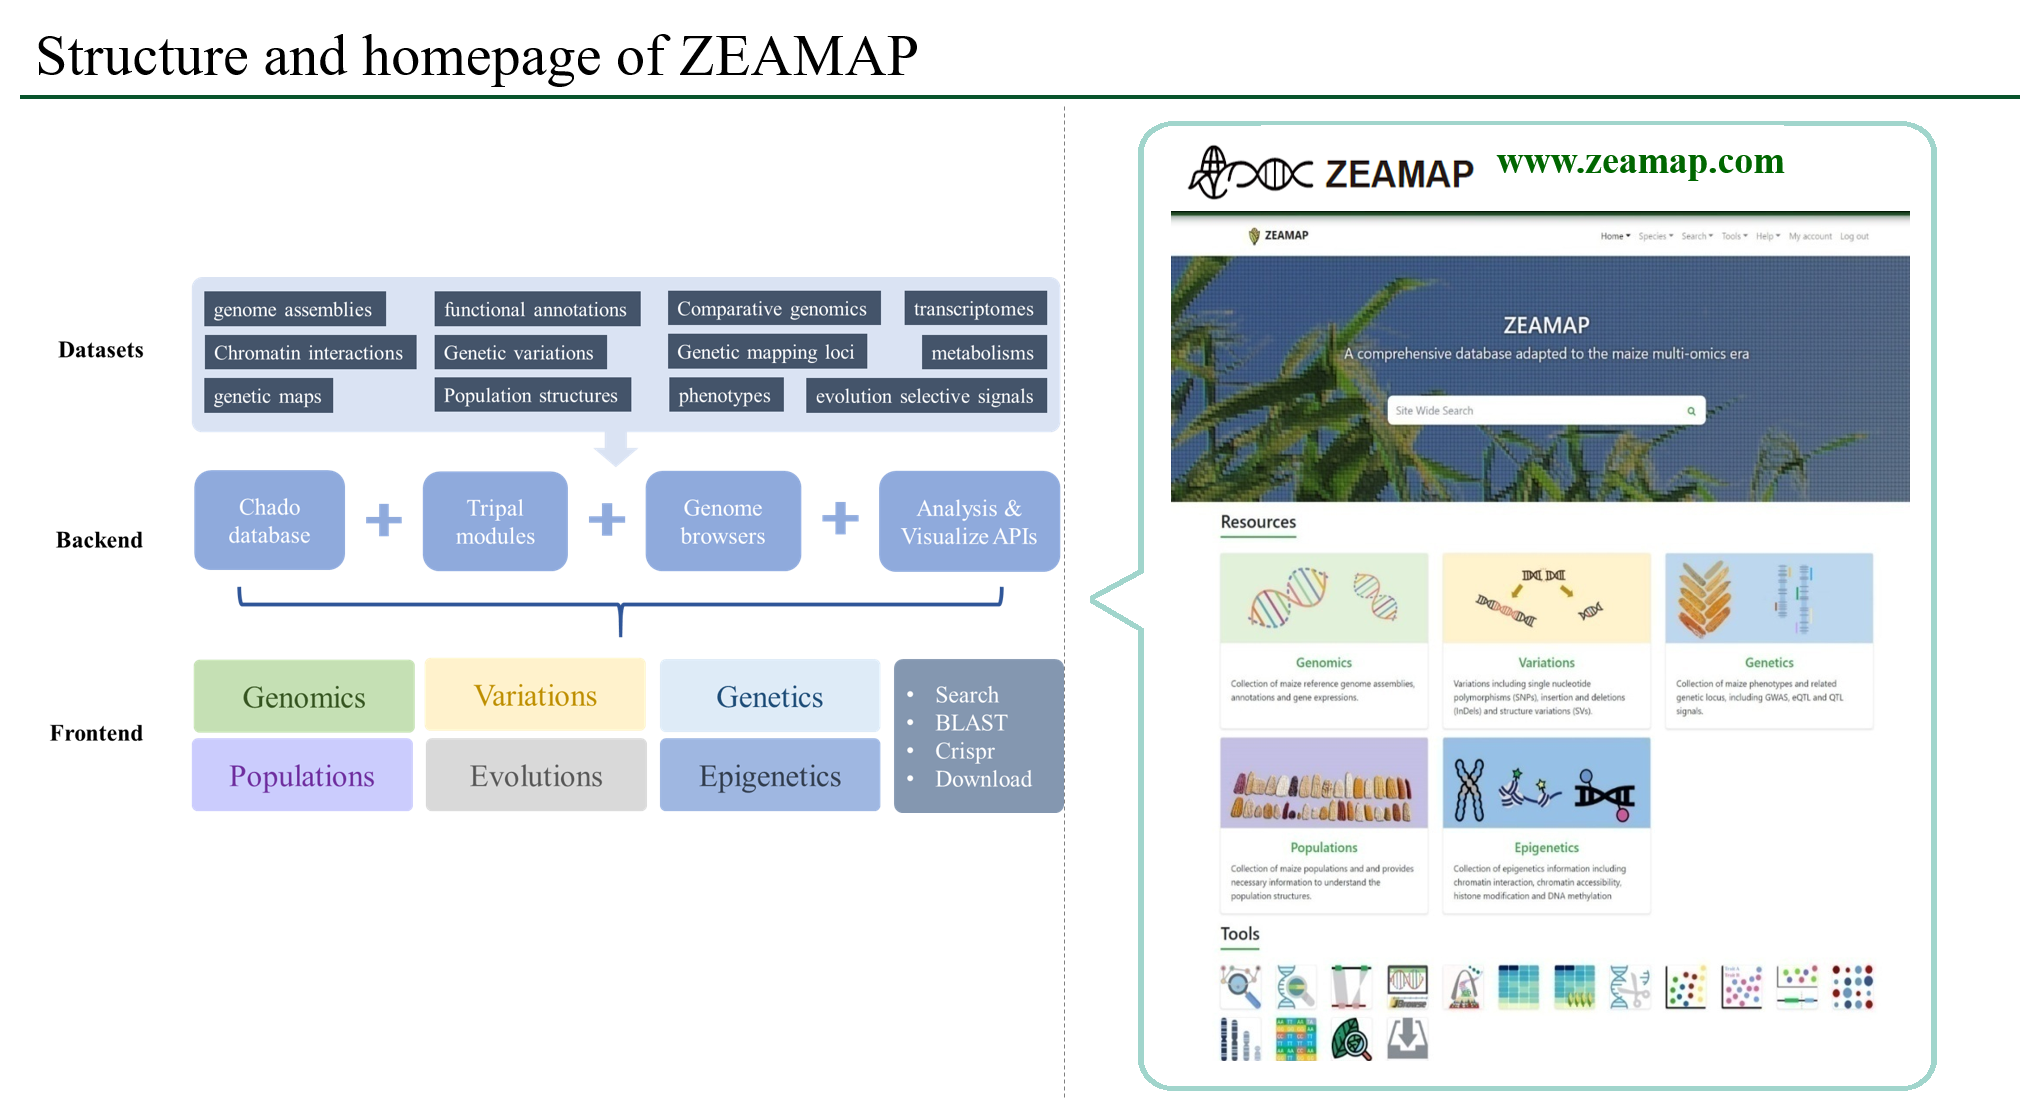 Structure and homepage of ZEAMAP
Datasets
genome assemblies
functional annotations
Comparative genomics
transcriptomes
Chromatin interactions
Genetic variations
Genetic mapping loci
metabolisms
genetic maps
Population structures
phenotypes
evolution selective signals
Backend
Chado
database
Tripal
modules
Genome
browsers
Analysis &
Visualize APIs
Frontend
Genomics
Variations
Genetics
Populations
Evolutions
Epigenetics
• Search
• BLAST
• Crispr
• Download
ZEAMAP
www.zeamap.com
ZEAMAP
Home Species Search Tools Help My account Log out
ZEAMAP
A comprehensive database adapted to the maize multi-omics era
Site Wide Search
Resources
Genomics
Collection of maize reference genome assemblies,
annotations and gene expressions.
Variations
Variations including single nucleotide
polymorphisms (SNPs), insertion and deletions
(InDels) and structure variations (SVs).
Genetics
Collection of maize phenotypes and related
genetic locus, including GWAS, eQTL and QTL
signals.
Populations
Collection of maize populations and and provides
necessary information to understand the
population structures.
Epigenetics
Collection of epigenetics information including
chromatin interaction, chromatin accessibility,
histone modification and DNA methylation
Tools